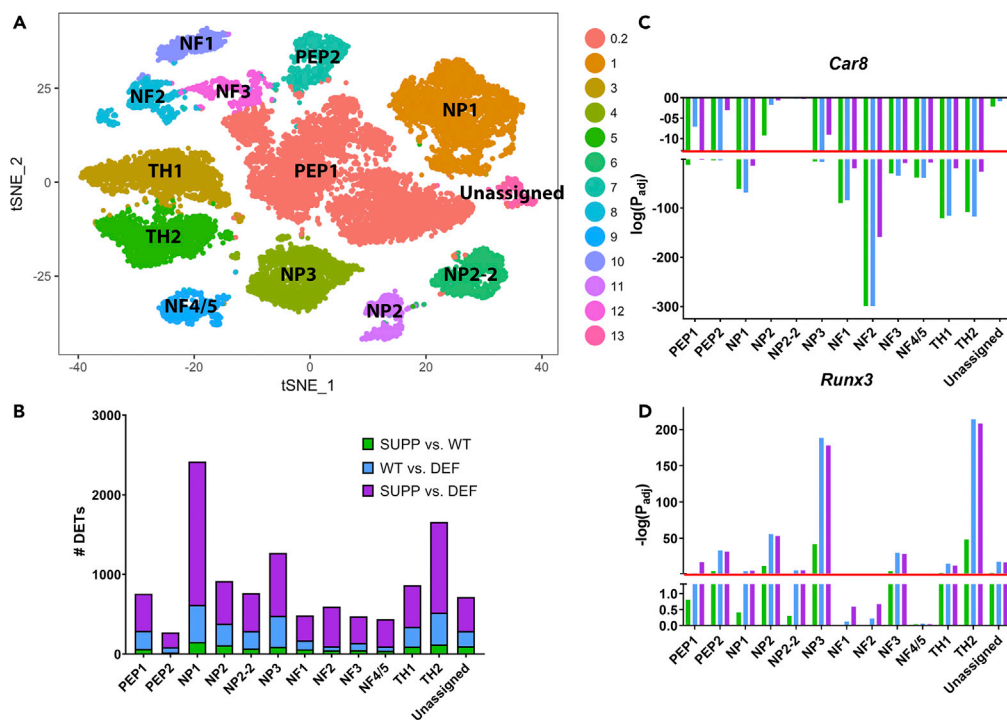 A
NF1
PEP2
NF2
NF3
NP1
PEP1
TH1
Unassigned
TH2
NP3
NP2-2
NF4/5
NP2
25
0
-25
tSNE_2
-40
-20
0
20
40
tSNE_1
0.2
1
3
4
5
6
7
8
9
10
11
12
13
B
3000
2000
1000
0
# DETs
SUPP vs. WT
WT vs. DEF
SUPP vs. DEF
PEP1
PEP2
NP1
NP2
NP2-2
NP3
NF1
NF2
NF3
NF4/5
TH1
TH2
Unassigned
C
Car8
00
-05
-10
-100
-300
log(Padj)
PEP1
PEP2
NP1
NP2
NP2-2
NP3
NF1
NF2
NF3
NF4/5
TH1
TH2
Unassigned
Runx3
D
200
150
100
50
1.0
0.5
0.0
-log(Padj)
PEP1
PEP2
NP1
NP2
NP2-2
NP3
NF1
NF2
NF3
NF4/5
TH1
TH2
Unassigned